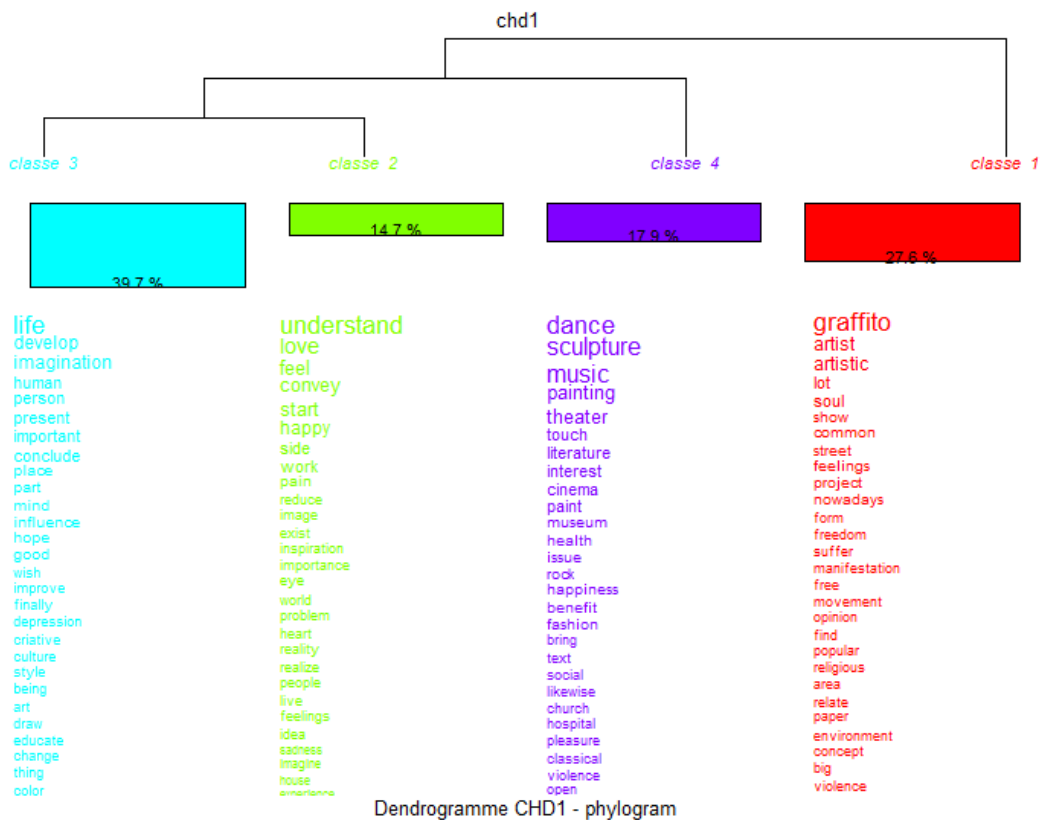 chd1
classe 3
classe 2
classe 4
classe 1
39.7 %
14.7 %
17.9 %
27.6 %
life
develop
imagination
human
person
present
important
conclude
place
part
mind
influence
hope
good
wish
improve
finally
depression
criative
culture
style
being
art
draw
educate
change
thing
color
understand
love
feel
convey
start
happy
side
work
pain
reduce
image
exist
inspiration
importance
eye
world
problem
heart
reality
realize
people
live
feelings
idea
sadness
imagine
house
experience
dance
sculpture
music
painting
theater
touch
literature
interest
cinema
paint
museum
health
issue
rock
happiness
benefit
fashion
bring
text
social
likewise
church
hospital
pleasure
classical
violence
open
graffito
artist
artistic
lot
soul
show
common
street
feelings
project
nowadays
form
freedom
suffer
manifestation
free
movement
opinion
find
popular
religious
area
relate
paper
environment
concept
big
violence
Dendrogramme CHD1 - phylogram